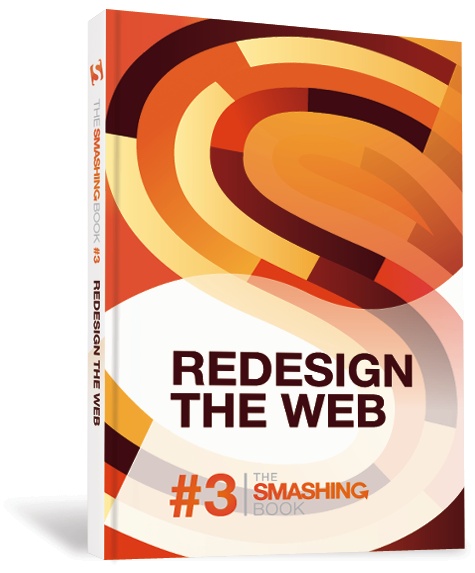 THE SMASHING BOOK #3 REDESIGN THE WEB
REDESIGN
THE WEB
#3
THE
SMASHING
BOOK